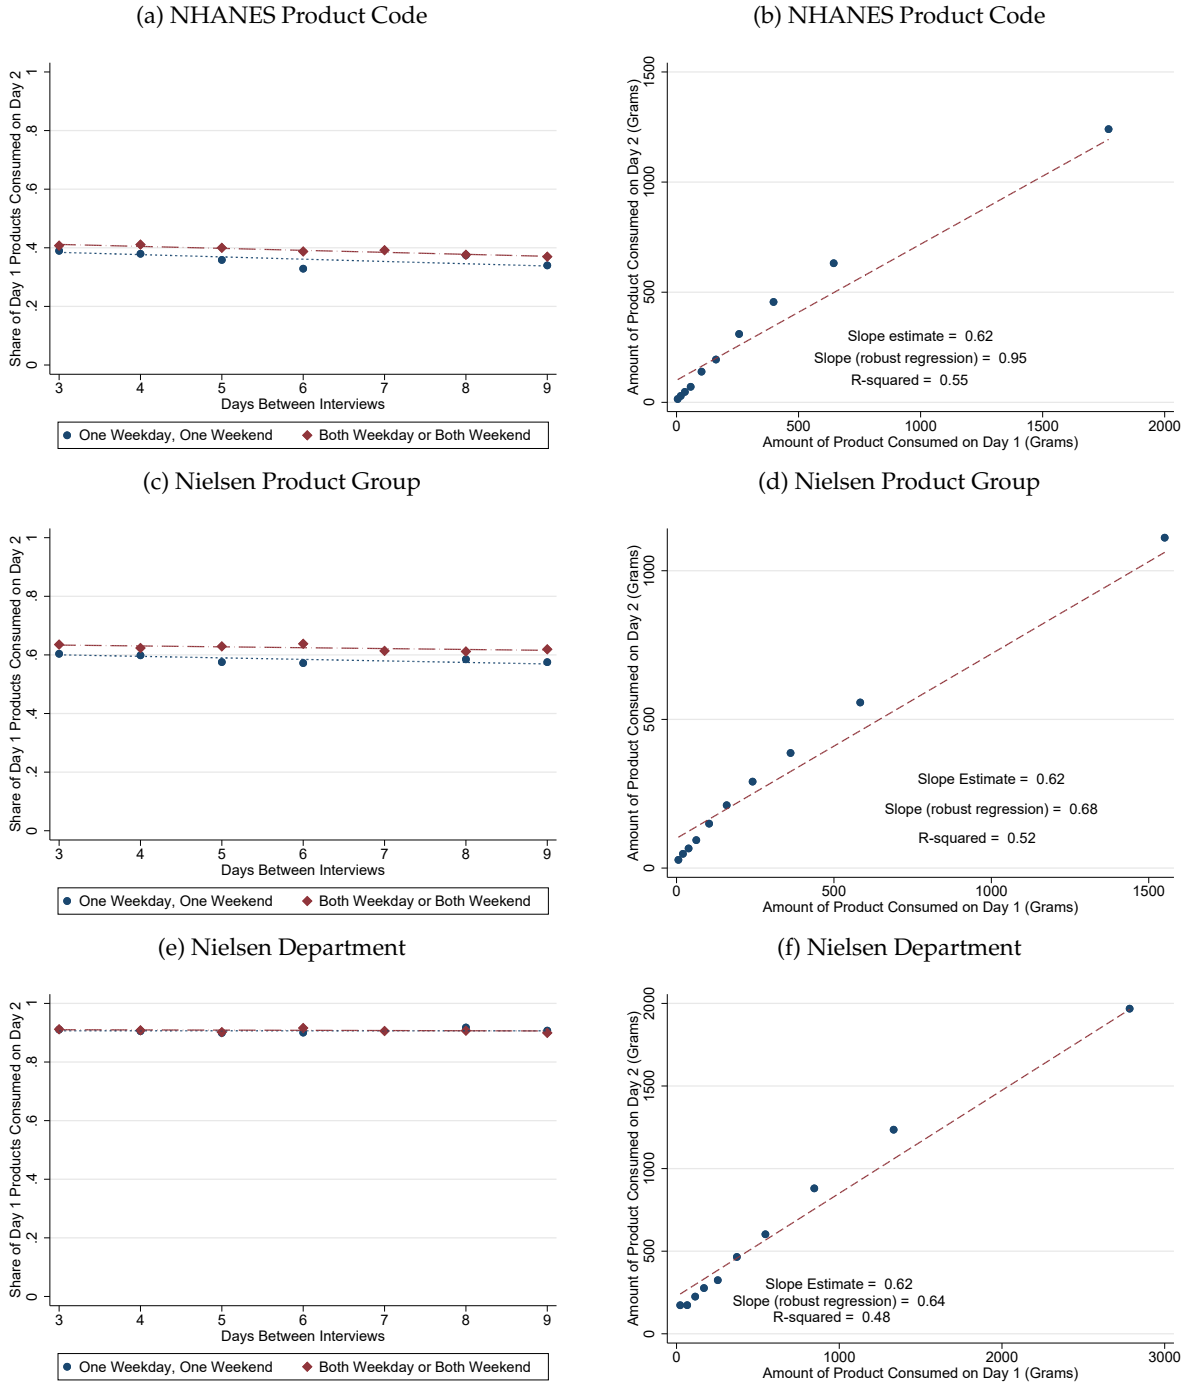 (a) NHANES Product Code
Share of Day 1 Products Consumed on Day 2
0 .2 .4 .6 .8 1
3 4 5 6 7 8 9
Days Between Interviews
One Weekday, One Weekend Both Weekday or Both Weekend
(b) NHANES Product Code
Amount of Product Consumed on Day 2 (Grams)
0 500 1000 1500
Slope estimate = 0.62
Slope (robust regression) = 0.95
R-squared = 0.55
0 500 1000 1500 2000
Amount of Product Consumed on Day 1 (Grams)
(c) Nielsen Product Group
Share of Day 1 Products Consumed on Day 2
0 .2 .4 .6 .8 1
3 4 5 6 7 8 9
Days Between Interviews
One Weekday, One Weekend Both Weekday or Both Weekend
(d) Nielsen Product Group
Amount of Product Consumed on Day 2 (Grams)
0 500 1000
Slope Estimate = 0.62
Slope (robust regression) = 0.68
R-squared = 0.52
0 500 1000 1500
Amount of Product Consumed on Day 1 (Grams)
(e) Nielsen Department
Share of Day 1 Products Consumed on Day 2
0 .2 .4 .6 .8 1
3 4 5 6 7 8 9
Days Between Interviews
One Weekday, One Weekend Both Weekday or Both Weekend
(f) Nielsen Department
Amount of Product Consumed on Day 2 (Grams)
0 500 1000 1500 2000
Slope Estimate = 0.62
Slope (robust regression) = 0.64
R-squared = 0.48
0 1000 2000 3000
Amount of Product Consumed on Day 1 (Grams)